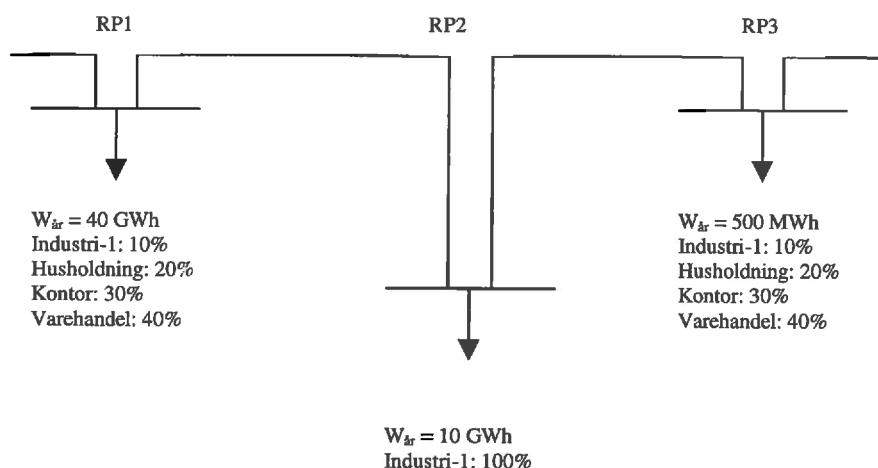 RP1
RP2
RP3
W_år = 40 GWh
Industri-1: 10%
Husholdning: 20%
Kontor: 30%
Varehandel: 40%
W_år = 500 MWh
Industri-1: 10%
Husholdning: 20%
Kontor: 30%
Varehandel: 40%
W_år = 10 GWh
Industri-1: 100%